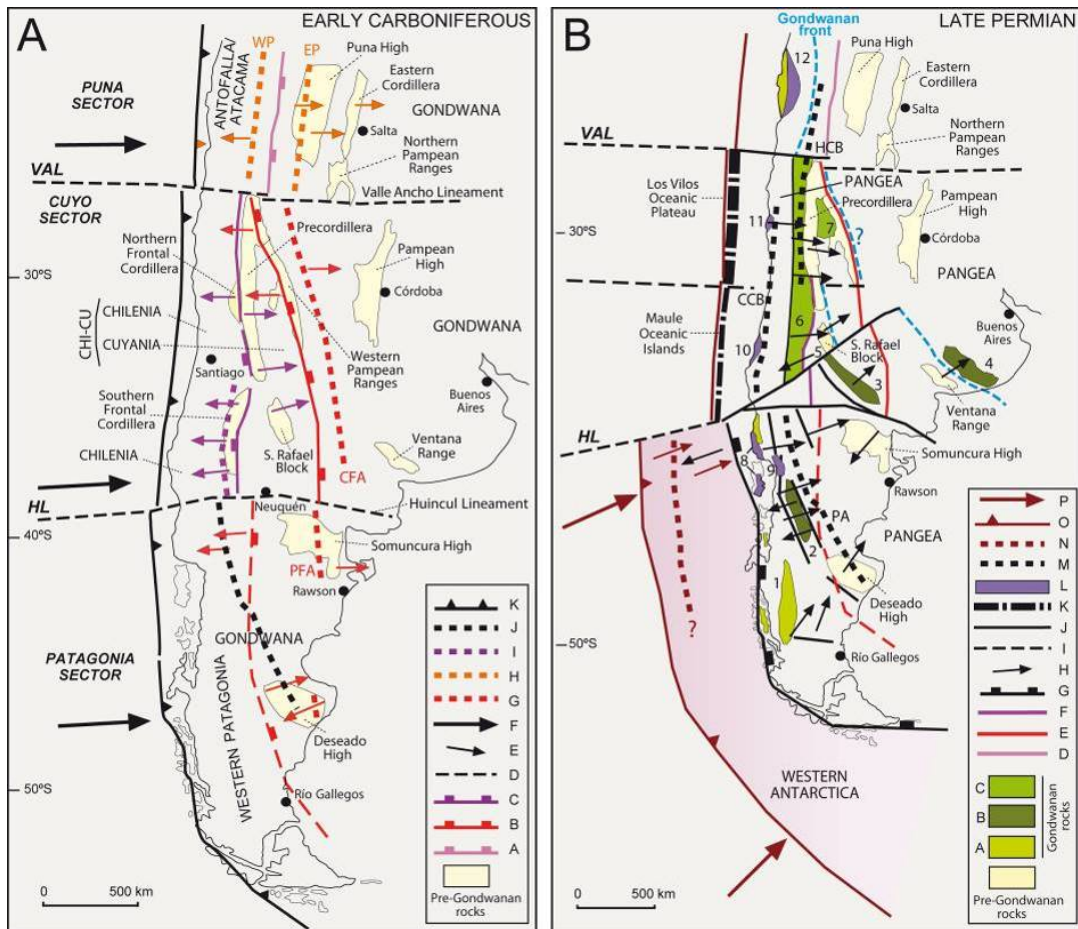 A
EARLY CARBONIFEROUS
WP
EP
Puna High
Eastern
Cordillera
ANTOFALLA/
ATACAMA
PUNA
SECTOR
GONDWANA
Salta
Northern
Pampean
Ranges
VAL
Valle Ancho Lineament
CUYO
SECTOR
Precordillera
Northern
Frontal
Cordillera
Pampean
High
30°S
Córdoba
CHI-CU
CHILENIA
CUYANIA
GONDWANA
Santiago
Western
Pampean
Ranges
Buenos
Aires
Southern
Frontal
Cordillera
S. Rafael
Block
Ventana
Range
CHILENIA
CFA
HL
Neuquén
Huincul Lineament
40°S
Somuncura High
PFA
Rawson
GONDWANA
PATAGONIA
SECTOR
WESTERN PATAGONIA
Deseado
High
50°S
Río Gallegos
0 500 km
K
J
I
H
G
F
E
D
C
B
A
Pre-Gondwanan
rocks
B
LATE PERMIAN
Gondwanan
front
12
Puna High
Eastern
Cordillera
Salta
Northern
Pampean
Ranges
VAL
HCB
Los Vilos
Oceanic
Plateau
PANGEA
Precordillera
Pampean
High
11
7
?
30°S
Córdoba
PANGEA
CCB
Maule
Oceanic
Islands
6
Buenos
Aires
10
5
S. Rafael
Block
4
3
Ventana
Range
HL
8
9
Somuncura High
Rawson
PA
PANGEA
2
1
Deseado
High
?
50°S
Río Gallegos
WESTERN
ANTARCTICA
0 500 km
P
O
N
M
L
K
J
I
H
G
F
E
D
C
B
A
Gondwanan
rocks
Pre-Gondwanan
rocks